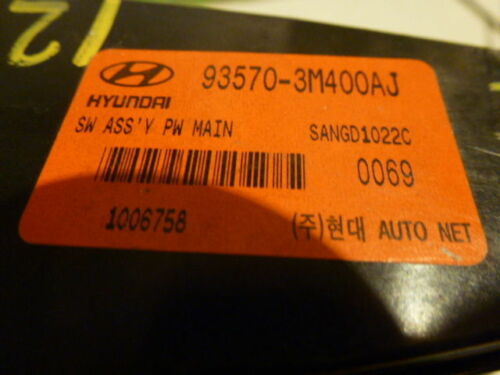 12
93570-3M400AJ
HYUNDAI
SW ASS'Y PW MAIN SANGD1022C
0069
1006758 (주)현대 AUTO NET